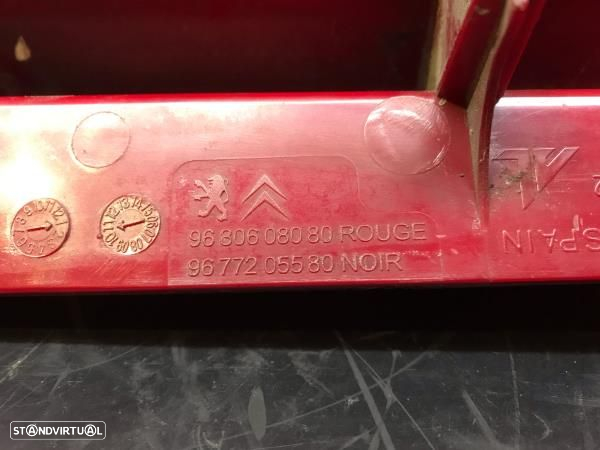 96 806 080 80 ROUGE
96 772 055 80 NOIR
SPAIN
STANDVIRTUAL